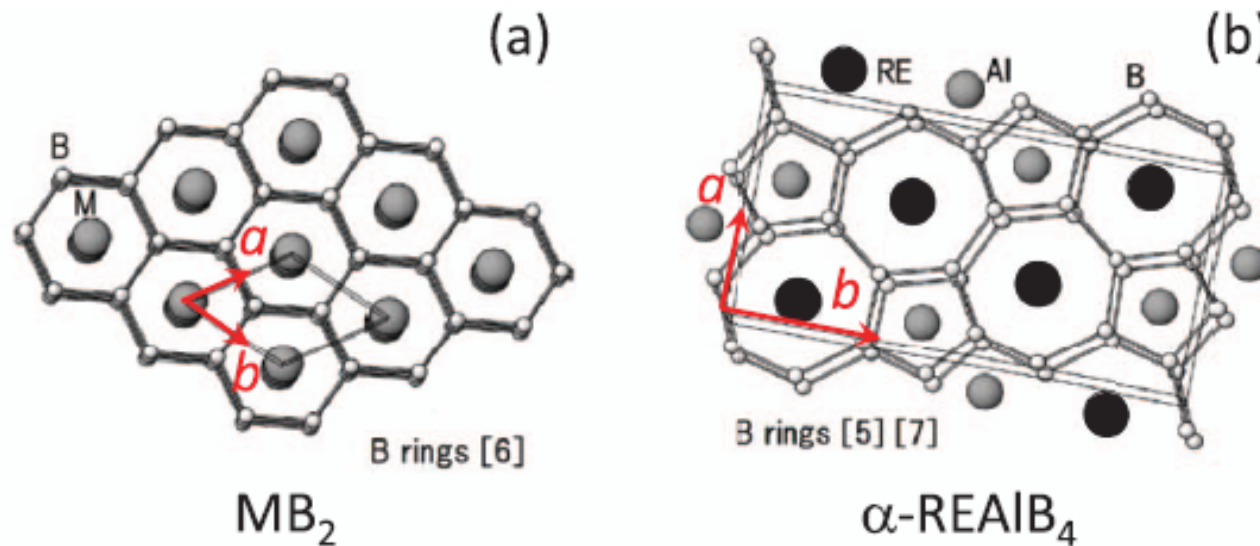 (a)
B
M
a
b
B rings [6]
MB₂
(b)
RE
Al
B
a
b
B rings [5] [7]
α-REAlB₄